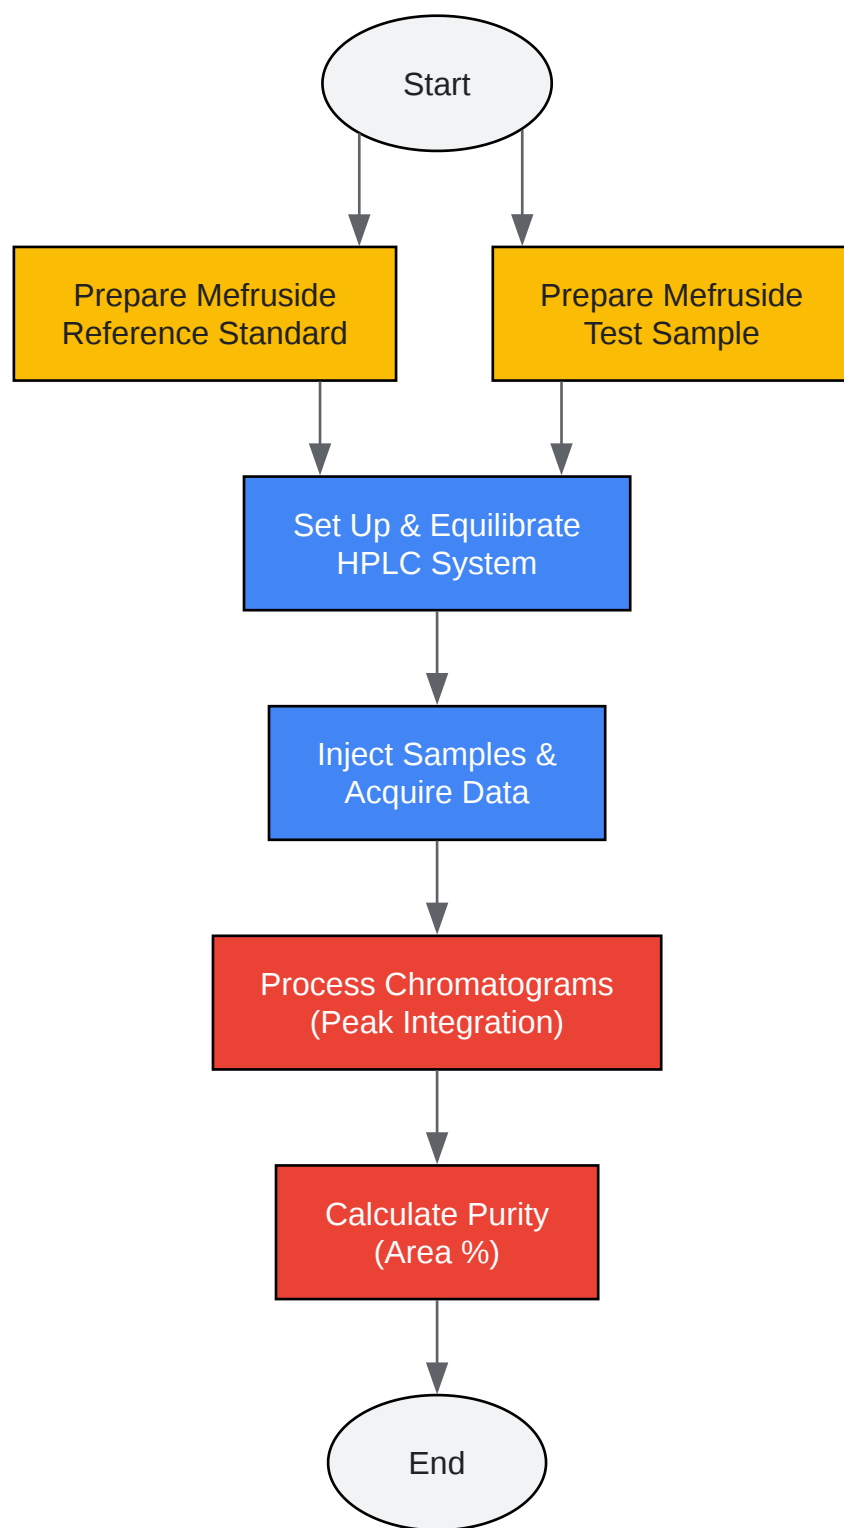 Start
Prepare Mefruside
Reference Standard
Prepare Mefruside
Test Sample
Set Up & Equilibrate
HPLC System
Inject Samples &
Acquire Data
Process Chromatograms
(Peak Integration)
Calculate Purity
(Area %)
End